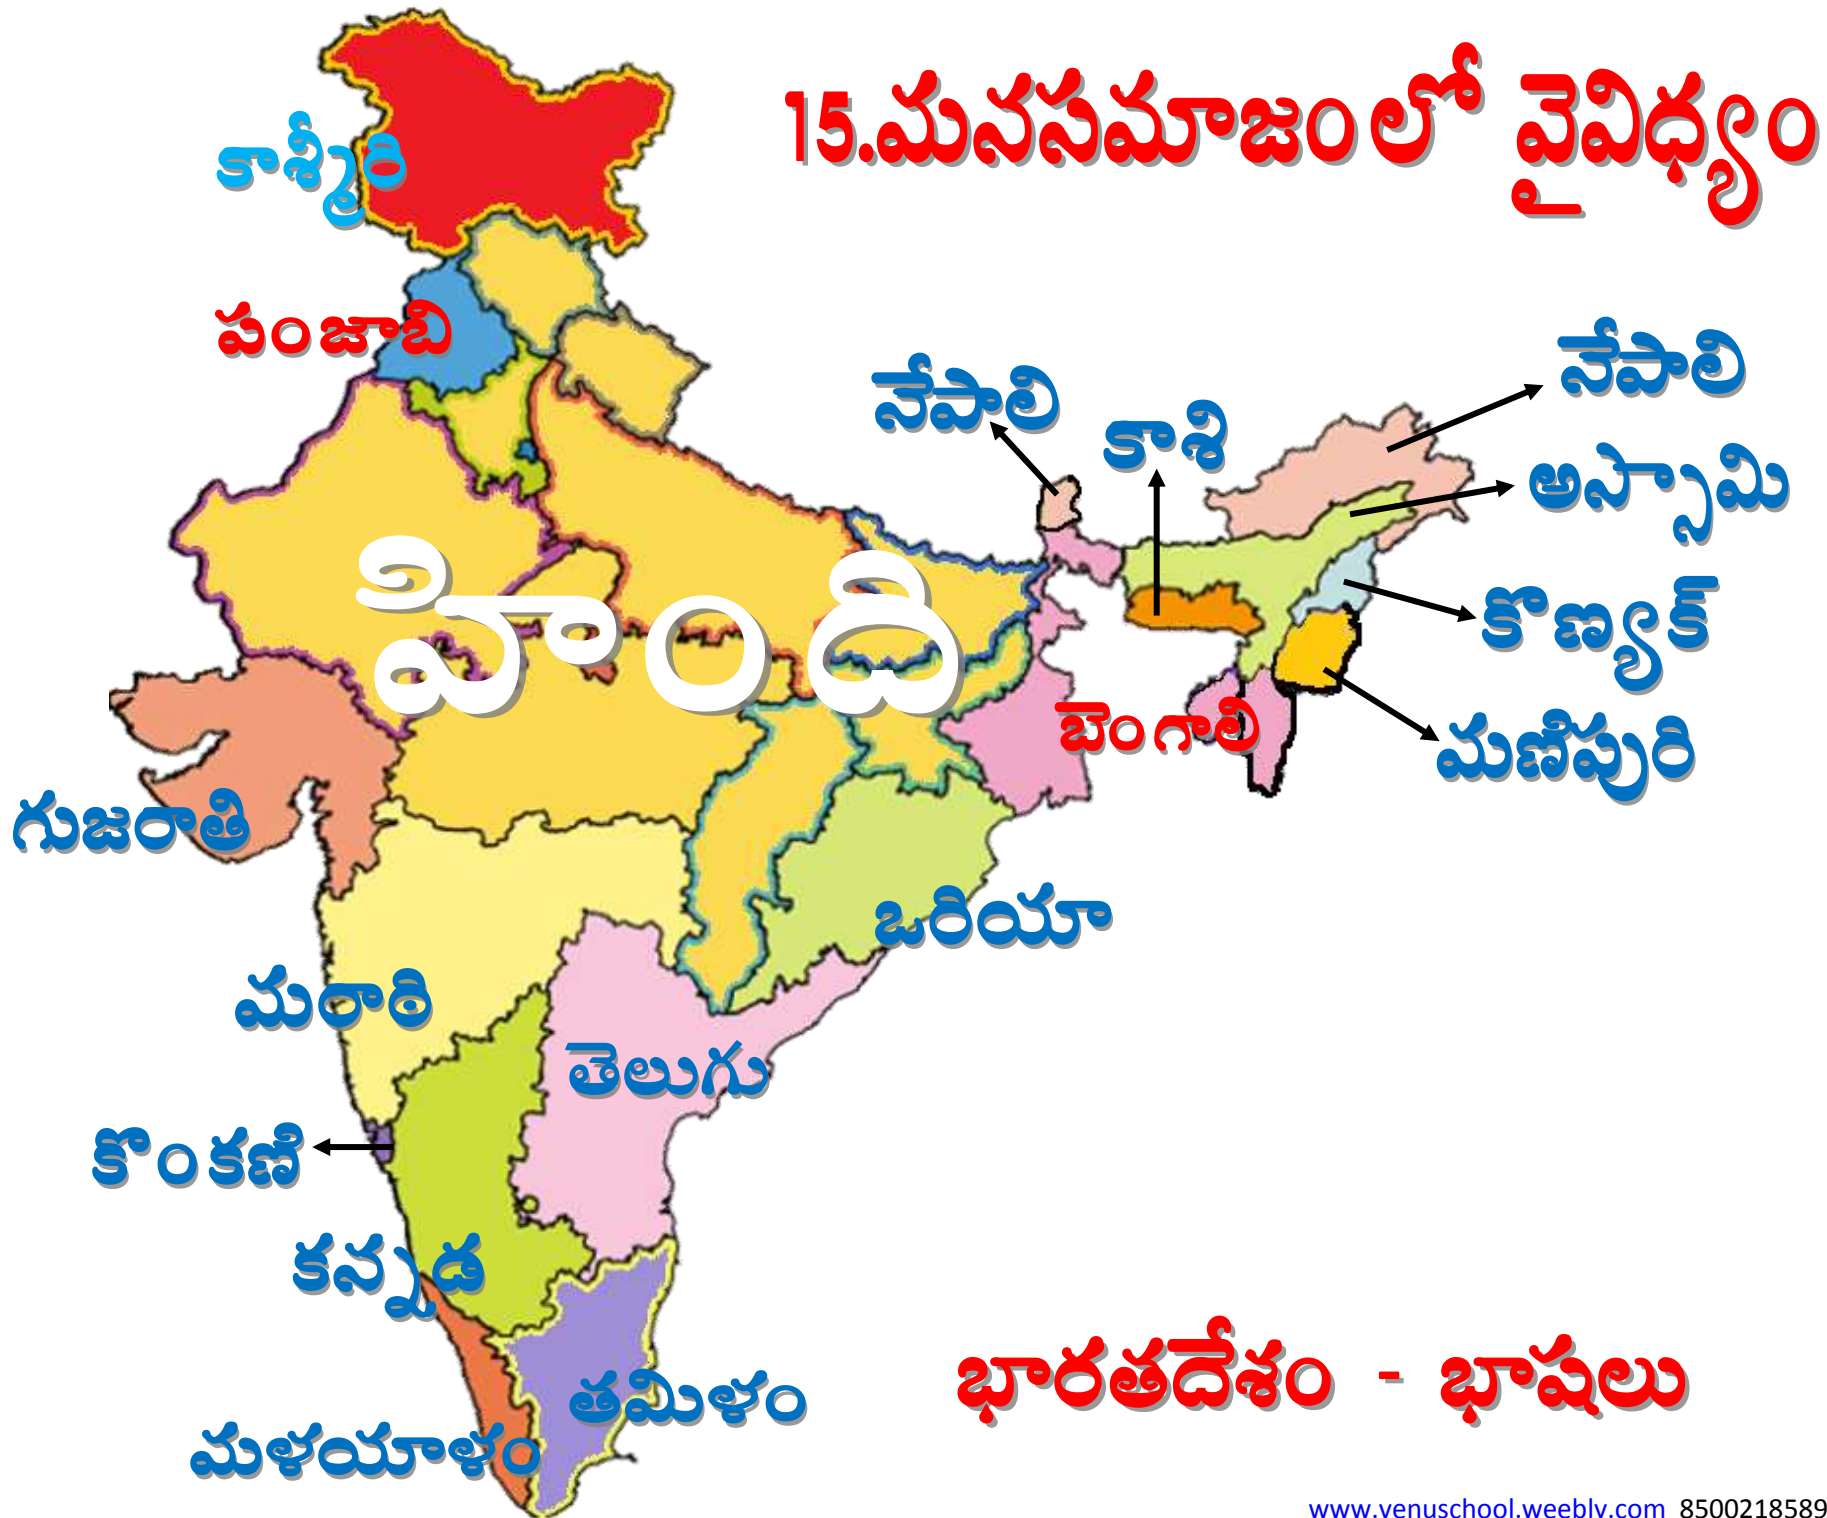 15.మనసమాజంలో వైవిధ్యం
కాశ్మీరి
పంజాబి
నేపాలి
నేపాలి
కాశి
అస్సామి
హింది
కొణ్యక్
బెంగాలి
మణిపురి
గుజరాతి
ఒరియా
మరారి
తెలుగు
కొంకణి
కన్నడ
భారతదేశం - భాషలు
తమిళం
మళయాళం
www.venuschool.weebly.com 8500218589